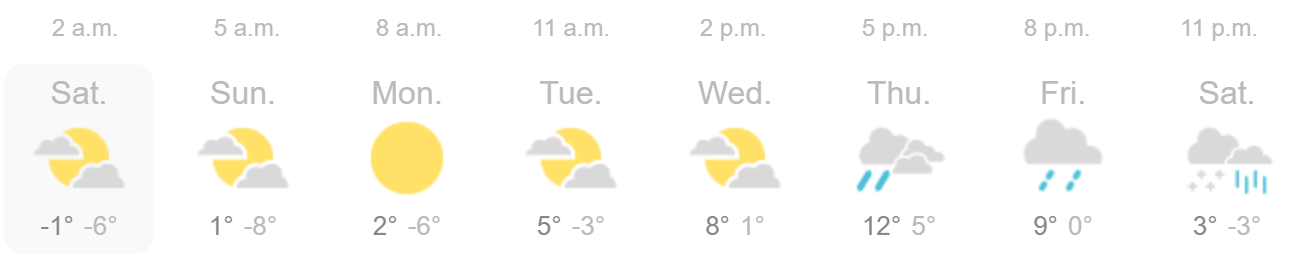 2 a.m. 5 a.m. 8 a.m. 11 a.m. 2 p.m. 5 p.m. 8 p.m. 11 p.m.
Sat. Sun. Mon. Tue. Wed. Thu. Fri. Sat.
-1° -6° 1° -8° 2° -6° 5° -3° 8° 1° 12° 5° 9° 0° 3° -3°